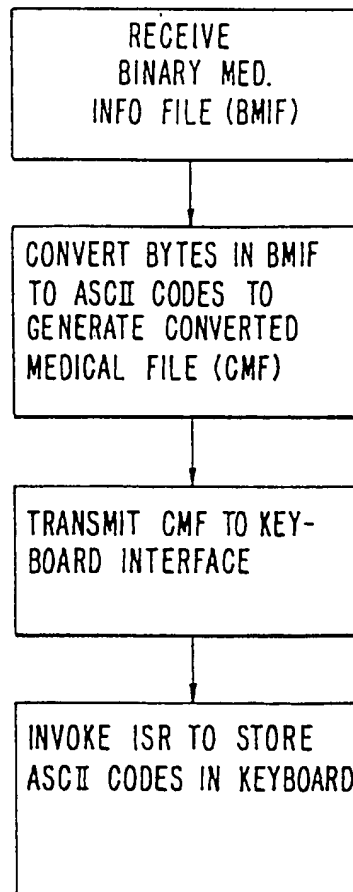 RECEIVE
BINARY MED.
INFO FILE (BMIF)
CONVERT BYTES IN BMIF
TO ASCII CODES TO
GENERATE CONVERTED
MEDICAL FILE (CMF)
TRANSMIT CMF TO KEY-
BOARD INTERFACE
INVOKE ISR TO STORE
ASCII CODES IN KEYBOARD